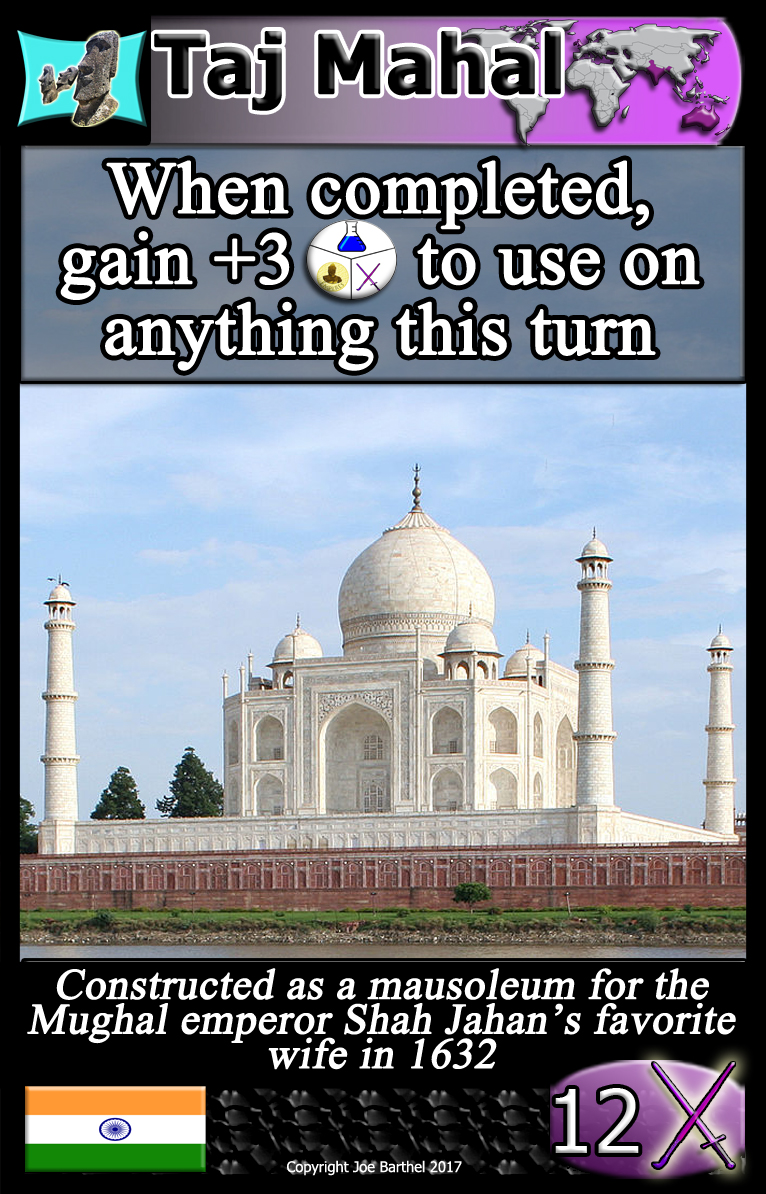 Taj Mahal
When completed,
gain +3 to use on
anything this turn
Constructed as a mausoleum for the
Mughal emperor Shah Jahan’s favorite
wife in 1632
12
Copyright Joe Barthel 2017